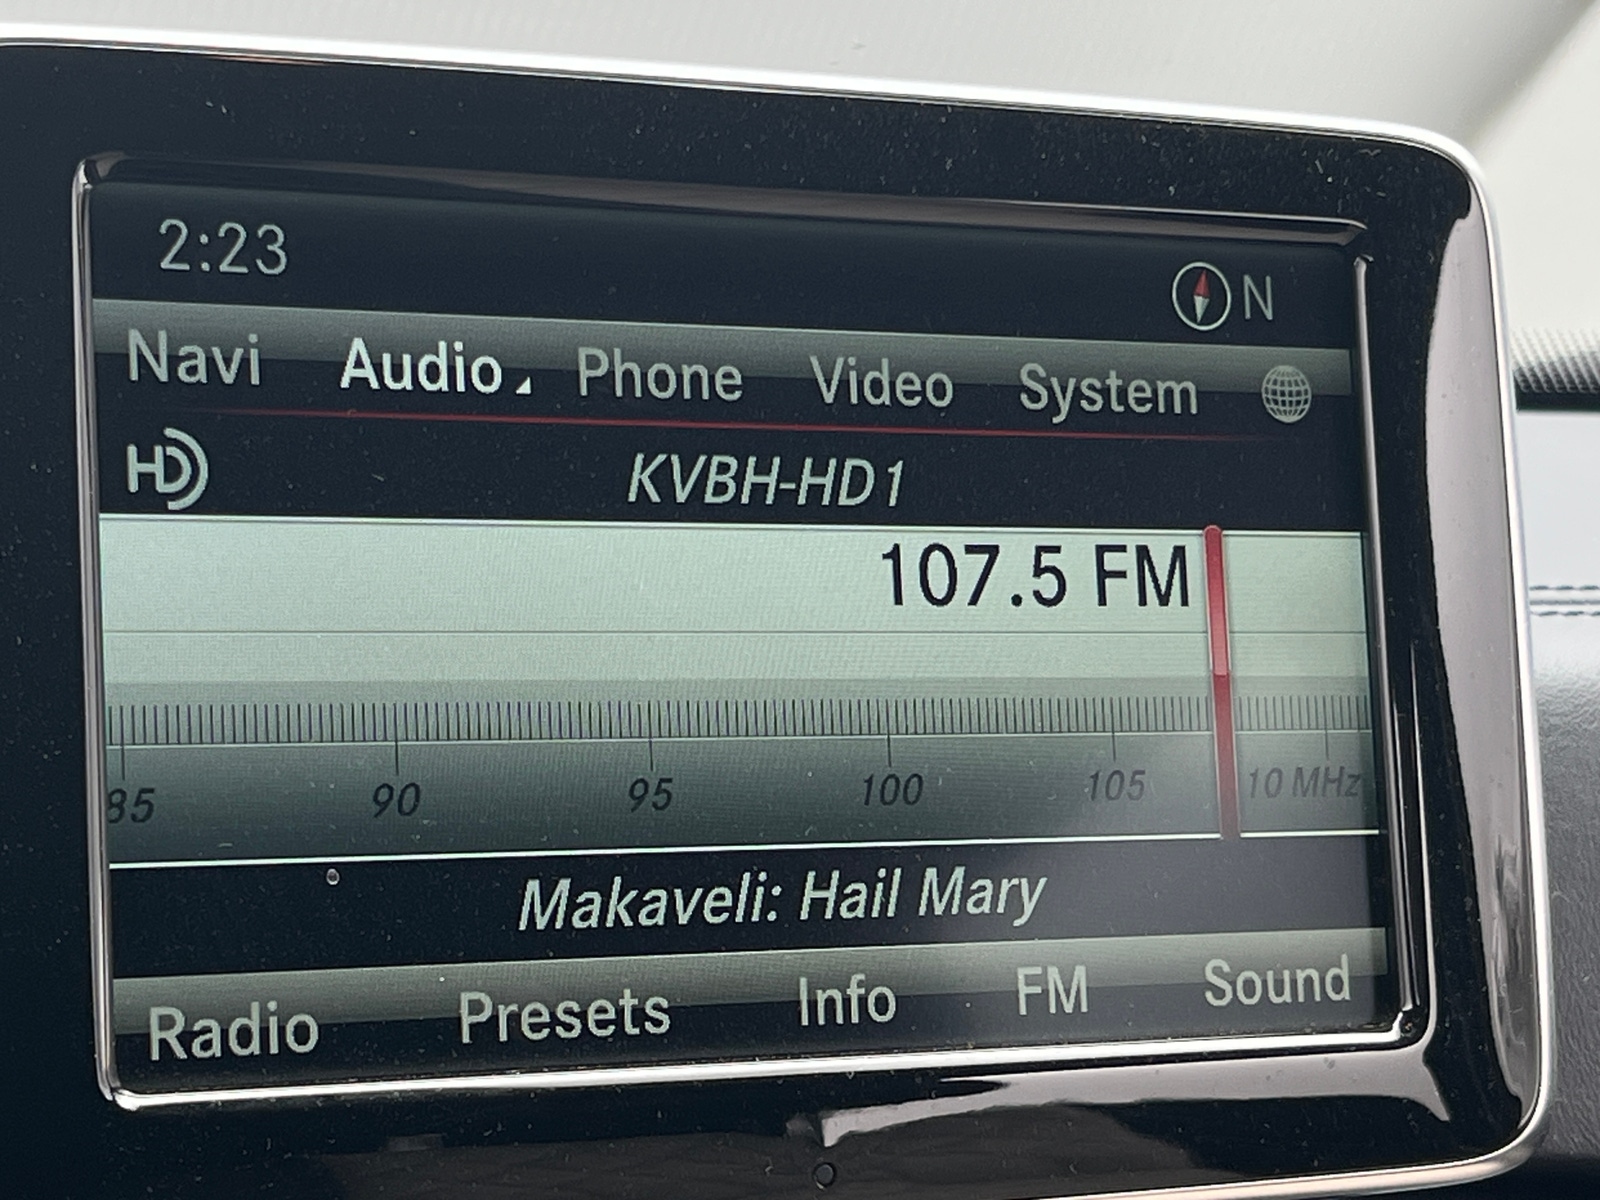 2:23
N
Navi Audio Phone Video System
HD KVBH-HD1
107.5 FM
85 90 95 100 105 10 MHz
Makaveli: Hail Mary
Radio Presets Info FM Sound